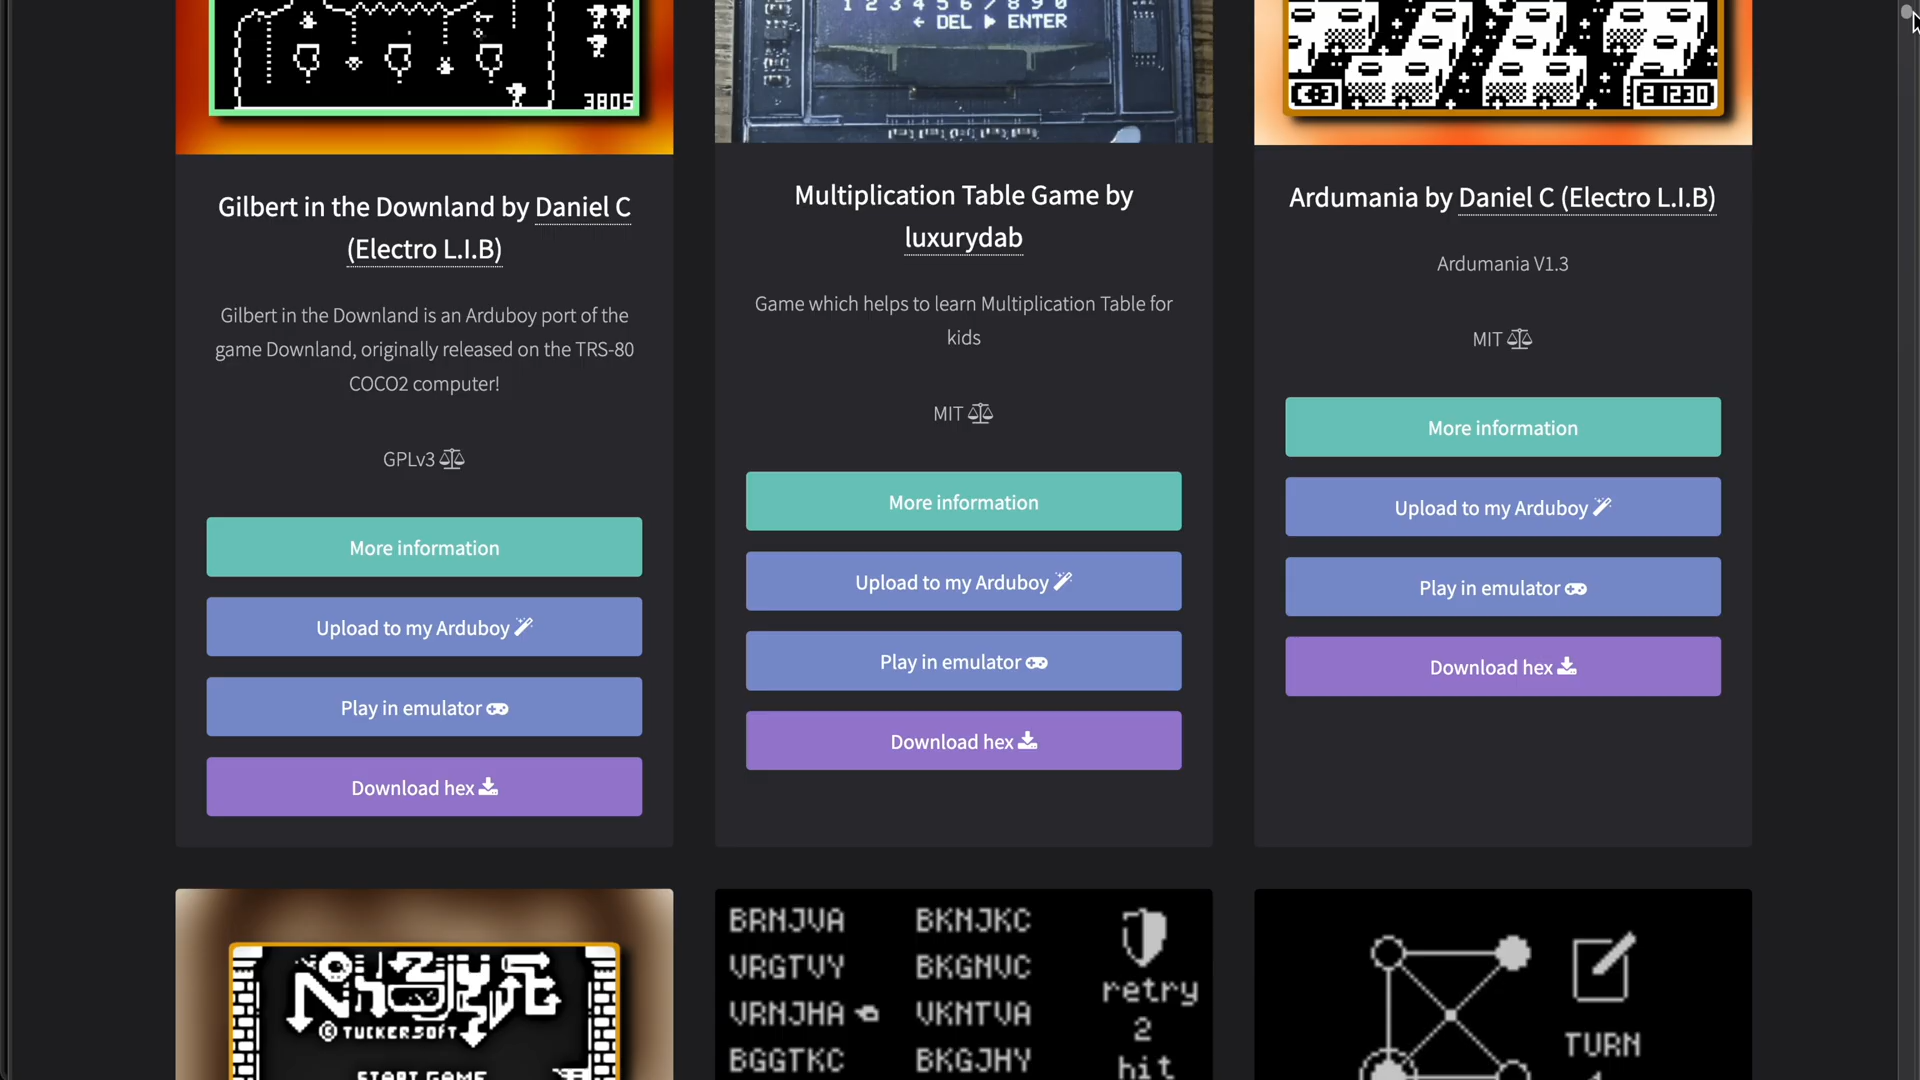 3805
1 2 3 4 5 6 7 8 9 0
← DEL ▶ ENTER
21230
Gilbert in the Downland by Daniel C
(Electro L.I.B)
Gilbert in the Downland is an Arduboy port of the
game Downland, originally released on the TRS-80
COCO2 computer!
GPLv3
More information
Upload to my Arduboy
Play in emulator
Download hex
Multiplication Table Game by
luxurydab
Game which helps to learn Multiplication Table for
kids
MIT
More information
Upload to my Arduboy
Play in emulator
Download hex
Ardumania by Daniel C (Electro L.I.B)
Ardumania V1.3
MIT
More information
Upload to my Arduboy
Play in emulator
Download hex
© TUCKERSOFT
START GAME
BRNJVA BKNJKC
VRGTVY BKGNVC
VRNJHA VKNTVA
BGGTKC BKGJHY
retry
2
hit
TURN